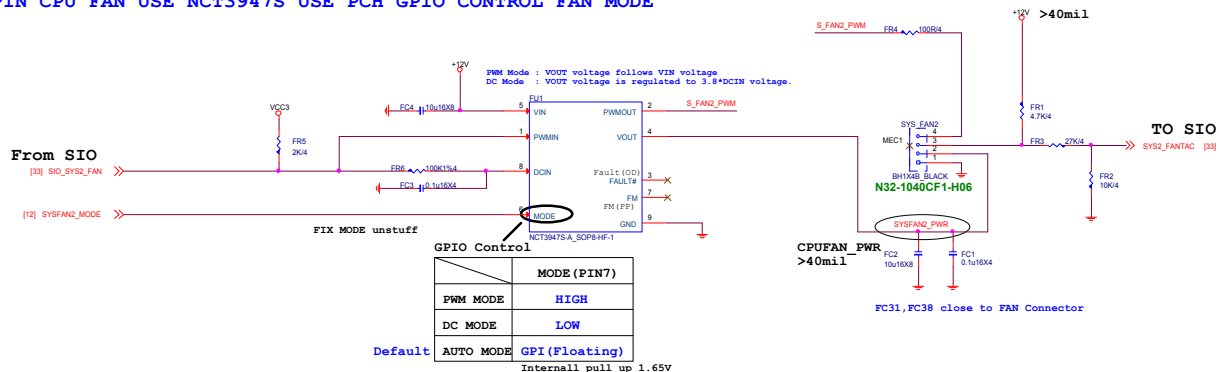 PIN CPU FAN USE NCT3947S USE PCH GPIO CONTROL FAN MODE
+12V >40mil
S_FAN2_PWM
FR4 100R/4
+12V
PWM Mode : VOUT voltage follows VIN voltage
DC Mode : VOUT voltage is regulated to 3.8*DCIN voltage.
FU1
FC4 10u16X8
5 VIN
PWMOUT 2
S_FAN2_PWM
VCC3
FR5
2K/4
1 PWMIN
VOUT 4
FR1
4.7K/4
SYS_FAN2
MEC1
4
3
2
1
BH1X4B_BLACK
N32-1040CF1-H06
FR3 27K/4
TO SIO
SYS2_FANTAC [33]
FR2
10K/4
From SIO
[33] SIO_SYS2_FAN
FR6 100K1%4
8 DCIN
Fault(OD)
FAULT# 3
FC3 0.1u16X4
FM 7
FM(PP)
[12] SYSFAN2_MODE
6 MODE
GND 9
NCT3947S-A_SOP8-HF-1
FIX MODE unstuff
SYSFAN2_PWR
CPUFAN_PWR
>40mil
FC2
10u16X8
FC1
0.1u16X4
FC31,FC38 close to FAN Connector
GPIO Control
MODE(PIN7)
PWM MODE HIGH
DC MODE LOW
Default AUTO MODE GPI(Floating)
Internall pull up 1.65V